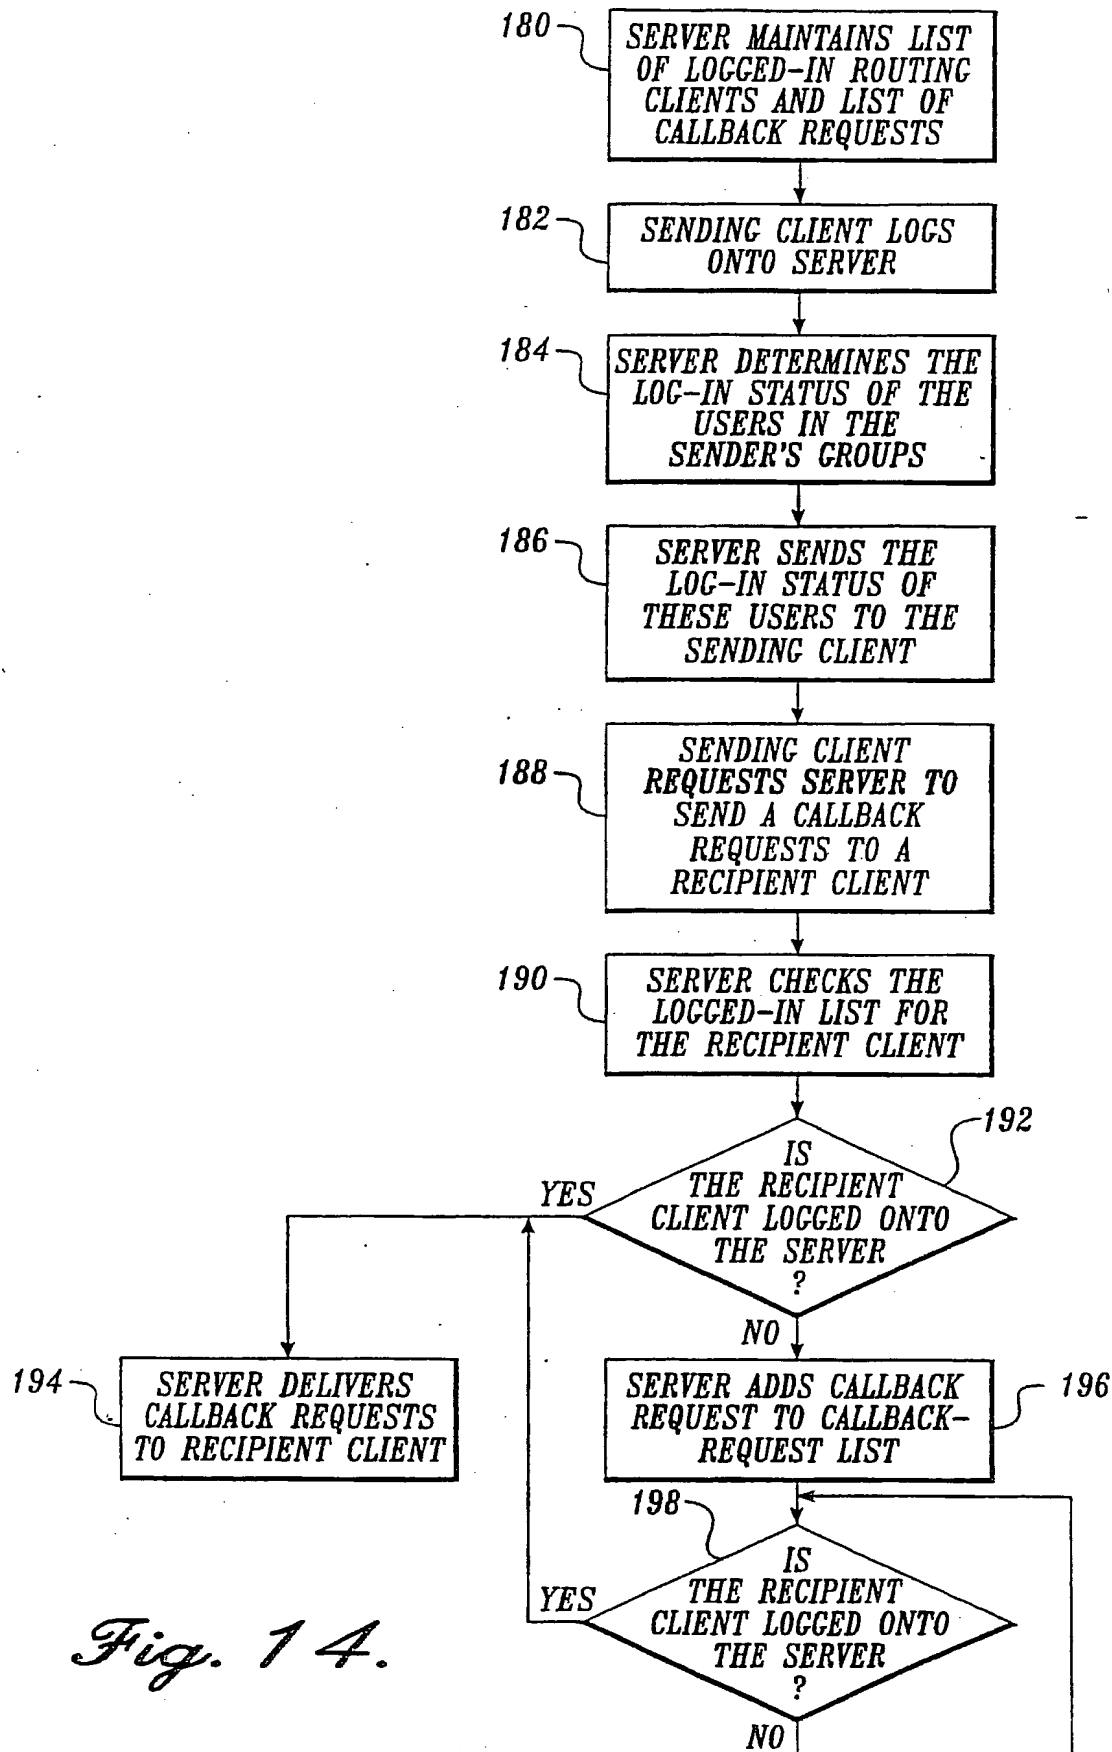 180
SERVER MAINTAINS LIST
OF LOGGED-IN ROUTING
CLIENTS AND LIST OF
CALLBACK REQUESTS
182
SENDING CLIENT LOGS
ONTO SERVER
184
SERVER DETERMINES THE
LOG-IN STATUS OF THE
USERS IN THE
SENDER'S GROUPS
186
SERVER SENDS THE
LOG-IN STATUS OF
THESE USERS TO THE
SENDING CLIENT
188
SENDING CLIENT
REQUESTS SERVER TO
SEND A CALLBACK
REQUESTS TO A
RECIPIENT CLIENT
190
SERVER CHECKS THE
LOGGED-IN LIST FOR
THE RECIPIENT CLIENT
192
IS
THE RECIPIENT
CLIENT LOGGED ONTO
THE SERVER
?
YES
NO
194
SERVER DELIVERS
CALLBACK REQUESTS
TO RECIPIENT CLIENT
196
SERVER ADDS CALLBACK
REQUEST TO CALLBACK-
REQUEST LIST
198
IS
THE RECIPIENT
CLIENT LOGGED ONTO
THE SERVER
?
YES
NO
Fig. 14.